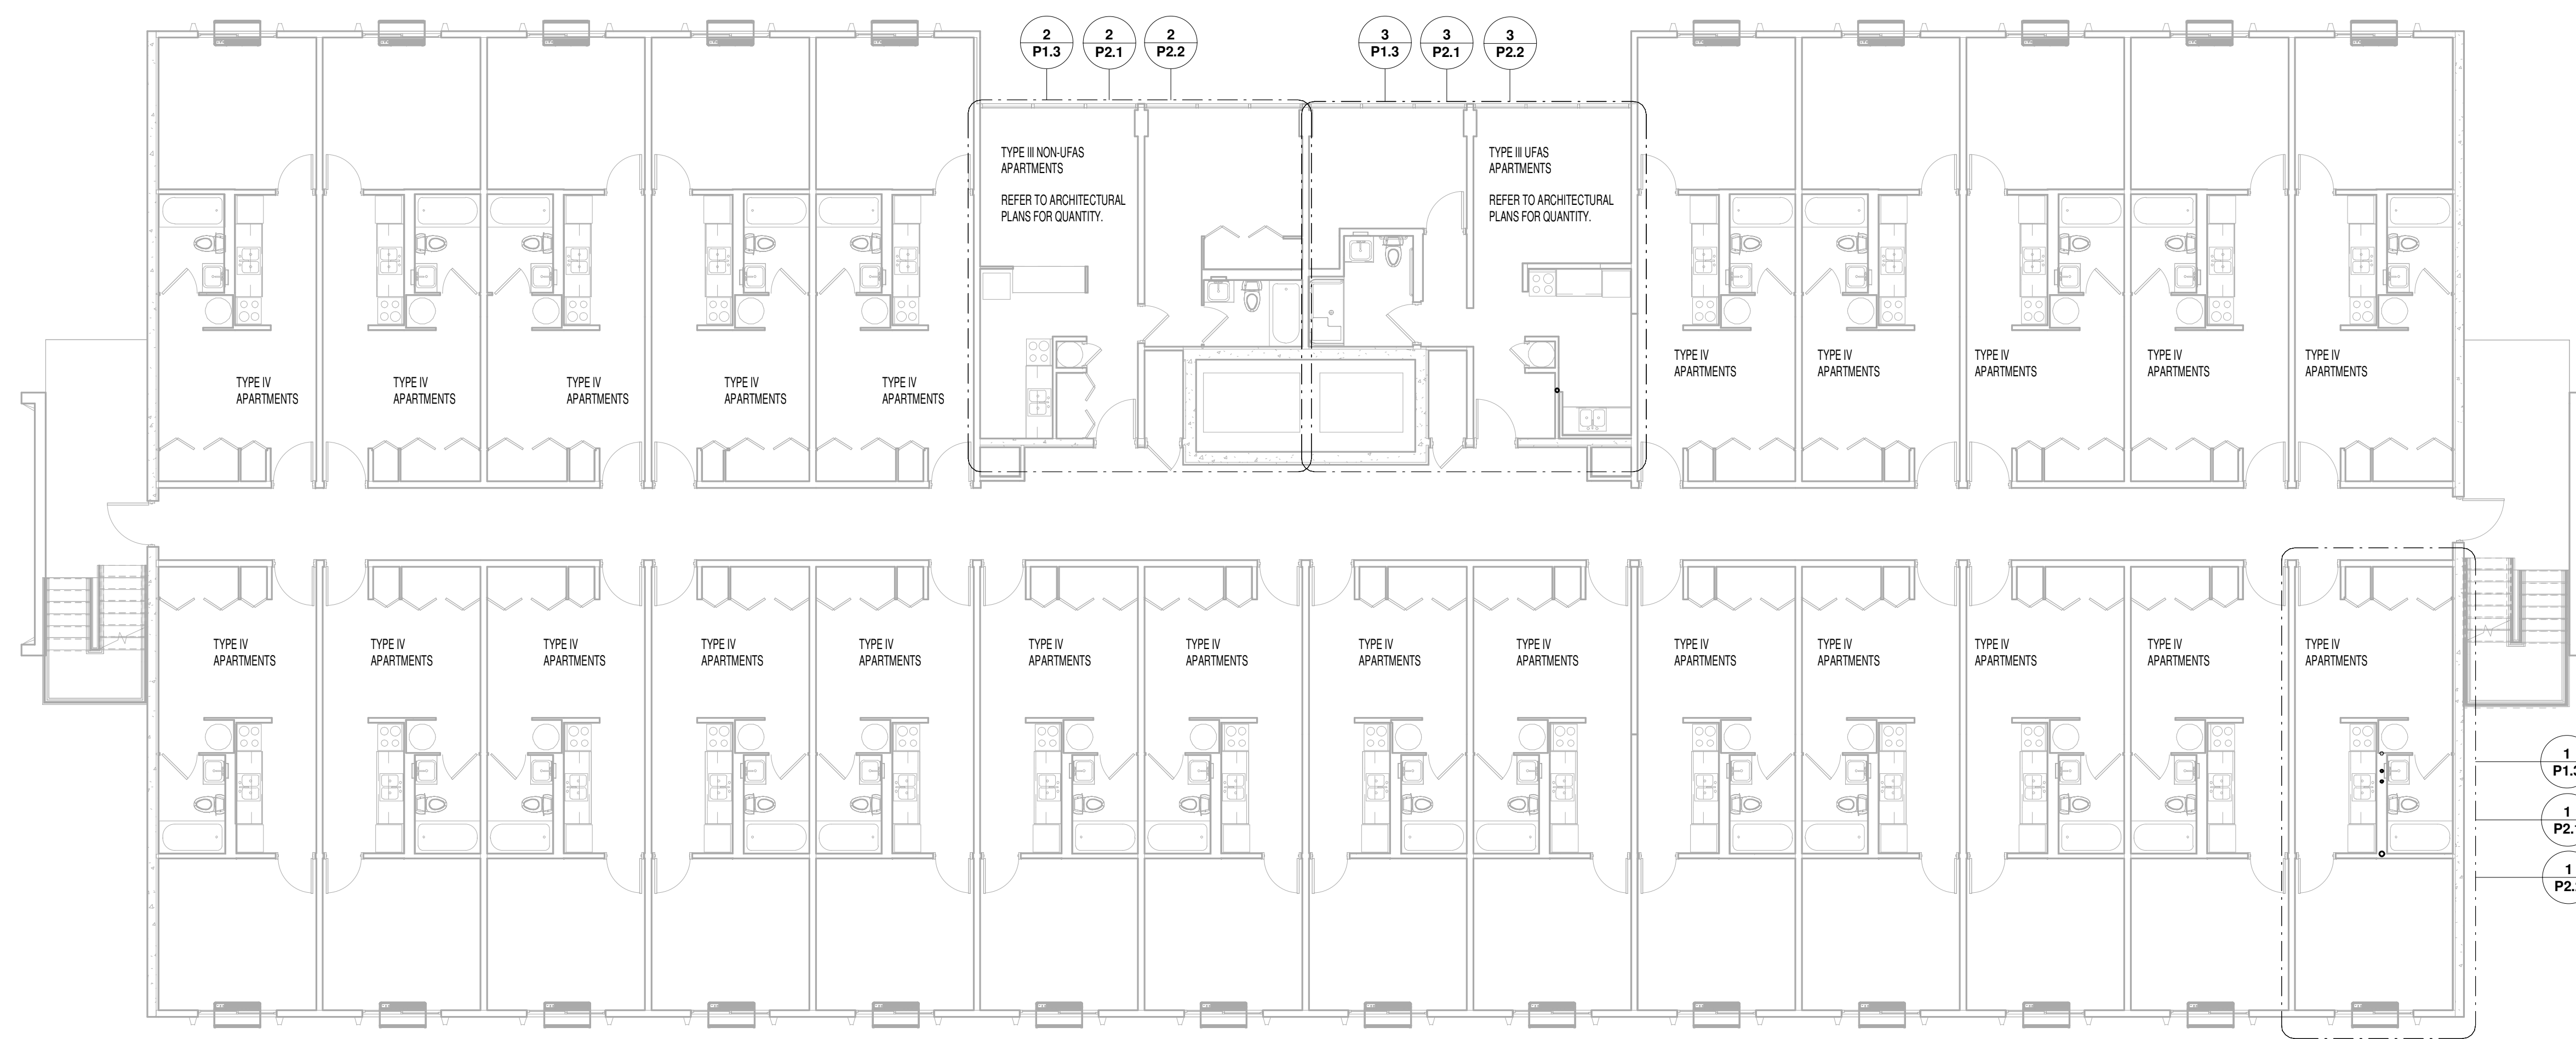 2
P1.3
2
P2.1
2
P2.2
3
P1.3
3
P2.1
3
P2.2
TYPE III NON-UFAS
APARTMENTS
REFER TO ARCHITECTURAL
PLANS FOR QUANTITY.
TYPE III UFAS
APARTMENTS
REFER TO ARCHITECTURAL
PLANS FOR QUANTITY.
TYPE IV
APARTMENTS
TYPE IV
APARTMENTS
TYPE IV
APARTMENTS
TYPE IV
APARTMENTS
TYPE IV
APARTMENTS
TYPE IV
APARTMENTS
TYPE IV
APARTMENTS
TYPE IV
APARTMENTS
TYPE IV
APARTMENTS
TYPE IV
APARTMENTS
TYPE IV
APARTMENTS
TYPE IV
APARTMENTS
TYPE IV
APARTMENTS
TYPE IV
APARTMENTS
TYPE IV
APARTMENTS
TYPE IV
APARTMENTS
TYPE IV
APARTMENTS
TYPE IV
APARTMENTS
TYPE IV
APARTMENTS
TYPE IV
APARTMENTS
TYPE IV
APARTMENTS
TYPE IV
APARTMENTS
TYPE IV
APARTMENTS
TYPE IV
APARTMENTS
1
P1.3
1
P2.
1
P2.